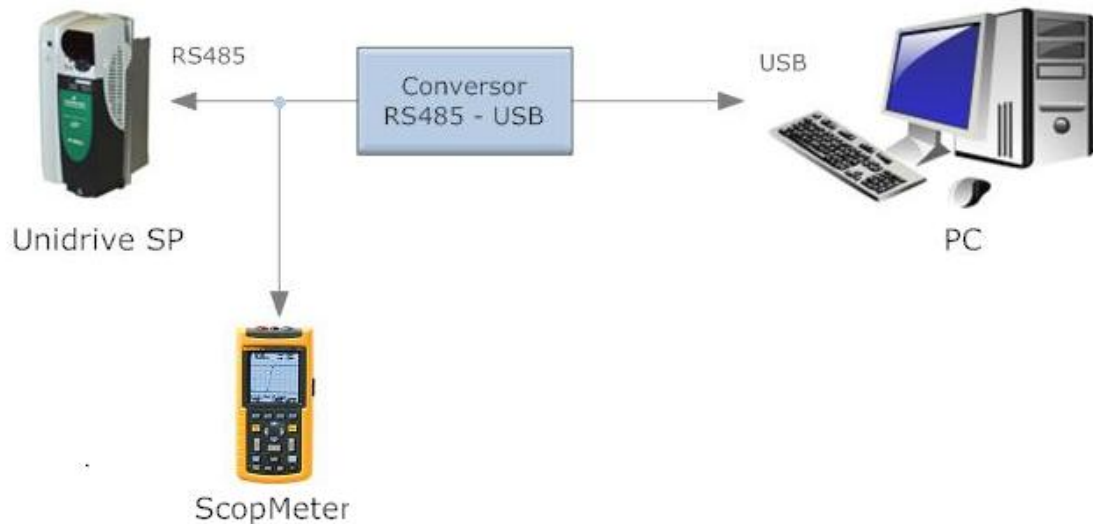 RS485
Conversor
RS485 - USB
USB
Unidrive SP
PC
ScopMeter